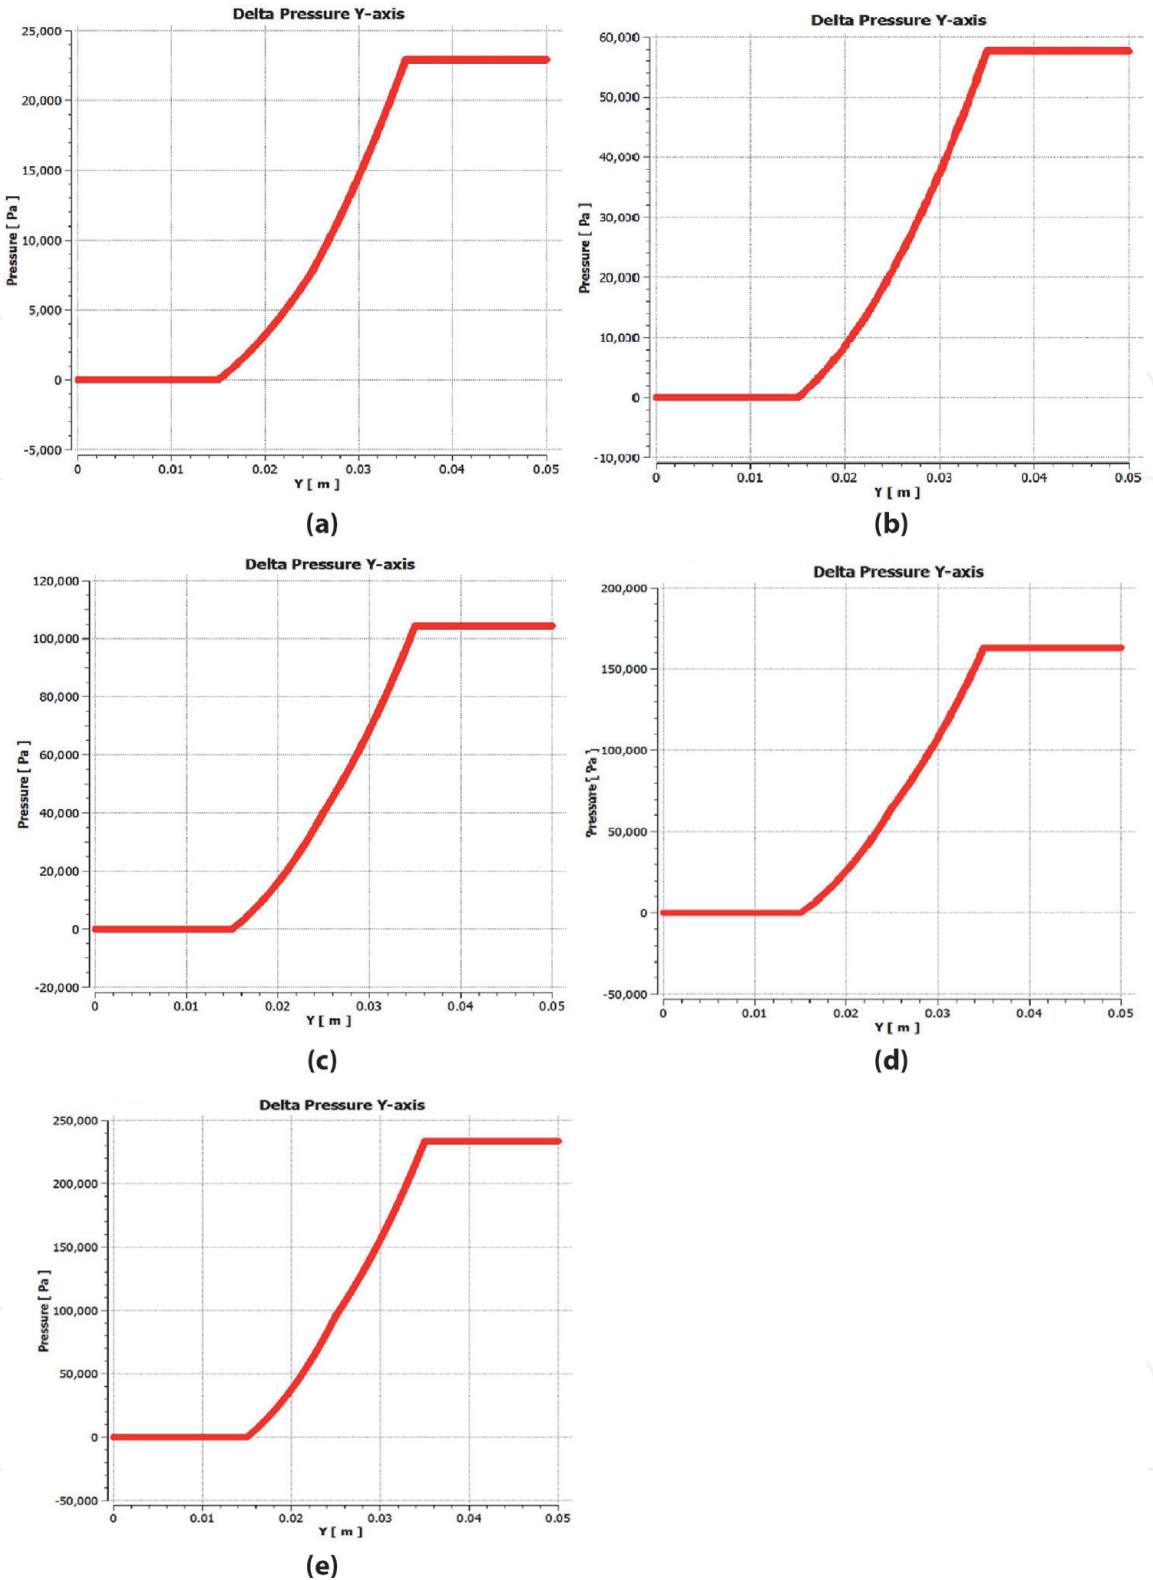 Delta Pressure Y-axis
25,000
20,000
15,000
10,000
5,000
0
-5,000
Pressure [ Pa ]
0 0.01 0.02 0.03 0.04 0.05
Y [ m ]
(a)
Delta Pressure Y-axis
60,000
50,000
40,000
30,000
20,000
10,000
0
-10,000
Pressure [ Pa ]
0 0.01 0.02 0.03 0.04 0.05
Y [ m ]
(b)
Delta Pressure Y-axis
120,000
100,000
80,000
60,000
40,000
20,000
0
-20,000
Pressure [ Pa ]
0 0.01 0.02 0.03 0.04 0.05
Y [ m ]
(c)
Delta Pressure Y-axis
200,000
150,000
100,000
50,000
0
-50,000
Pressure [ Pa ]
0 0.01 0.02 0.03 0.04 0.05
Y [ m ]
(d)
Delta Pressure Y-axis
250,000
200,000
150,000
100,000
50,000
0
-50,000
Pressure [ Pa ]
0 0.01 0.02 0.03 0.04 0.05
Y [ m ]
(e)